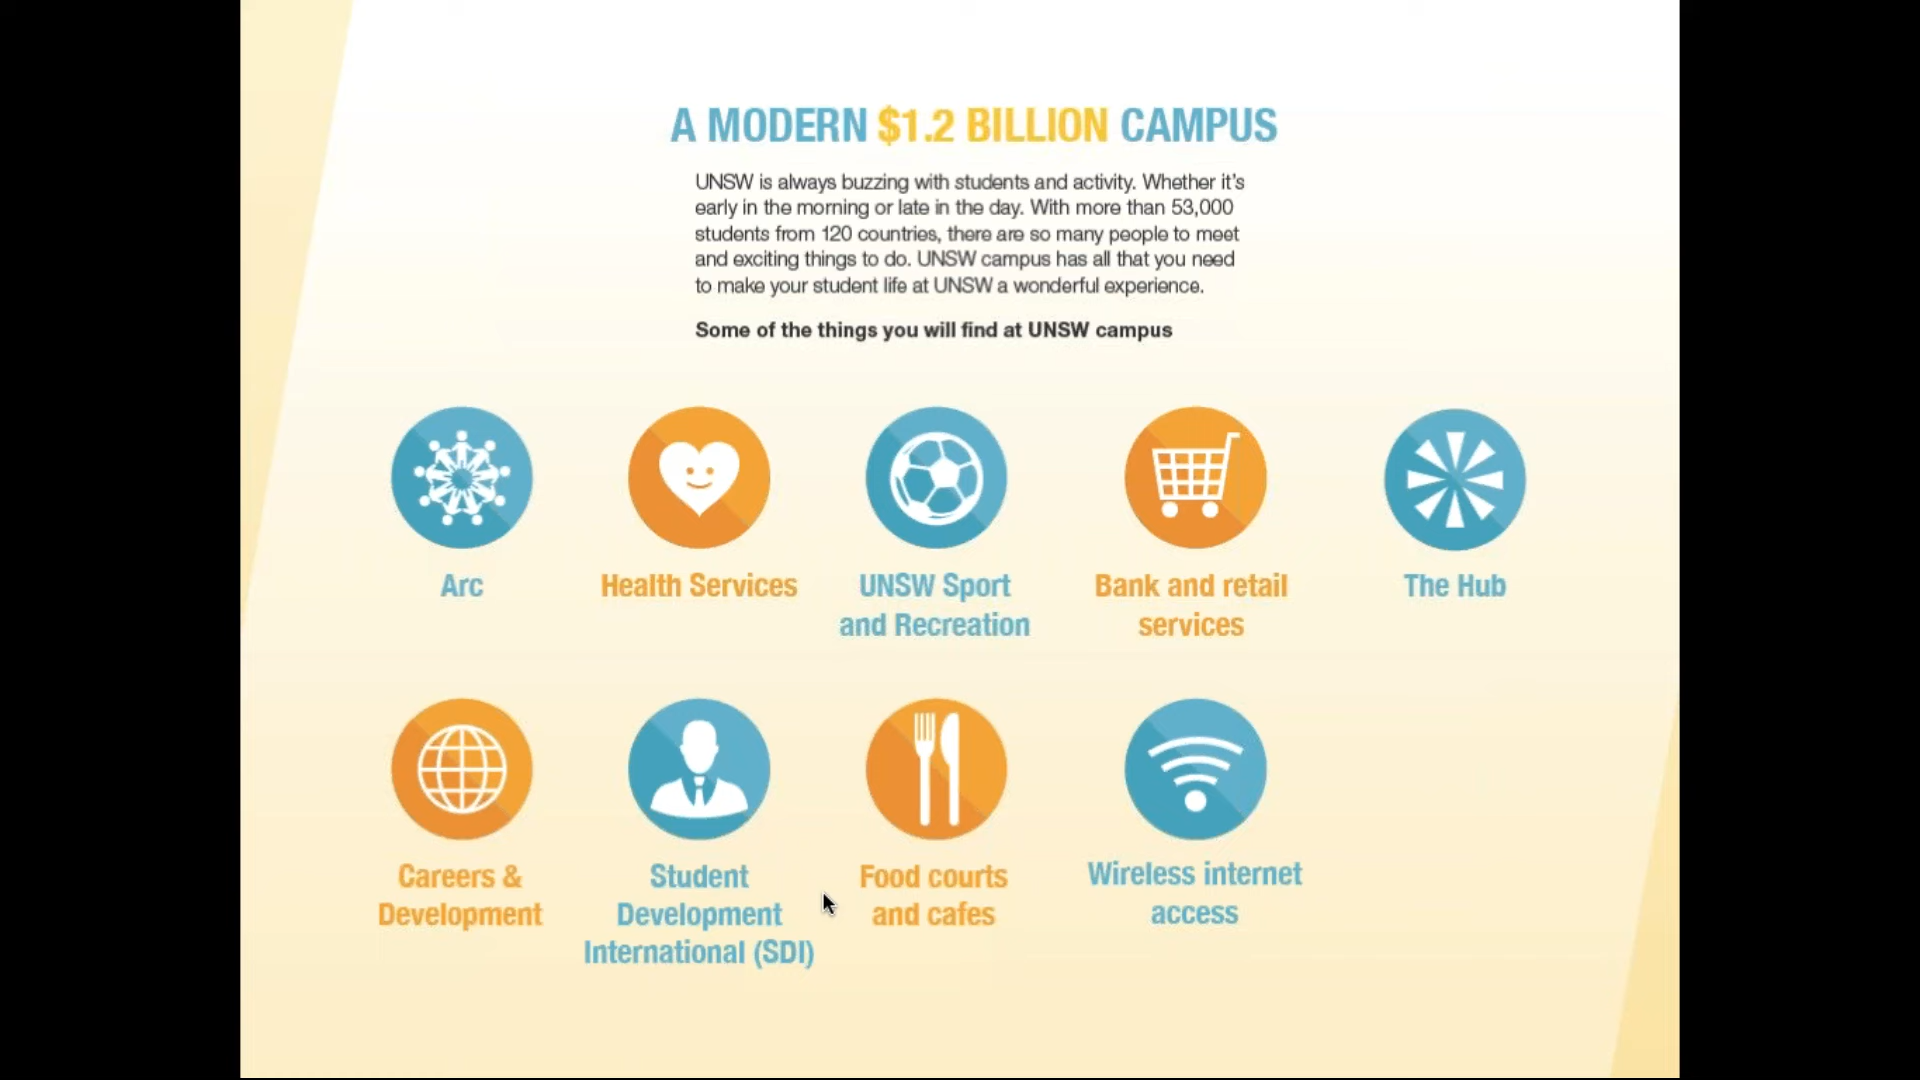 A MODERN $1.2 BILLION CAMPUS
UNSW is always buzzing with students and activity. Whether it's
early in the morning or late in the day. With more than 53,000
students from 120 countries, there are so many people to meet
and exciting things to do. UNSW campus has all that you need
to make your student life at UNSW a wonderful experience.
Some of the things you will find at UNSW campus
Arc
Health Services
UNSW Sport
and Recreation
Bank and retail
services
The Hub
Careers &
Development
Student
Development
International (SDI)
Food courts
and cafes
Wireless internet
access